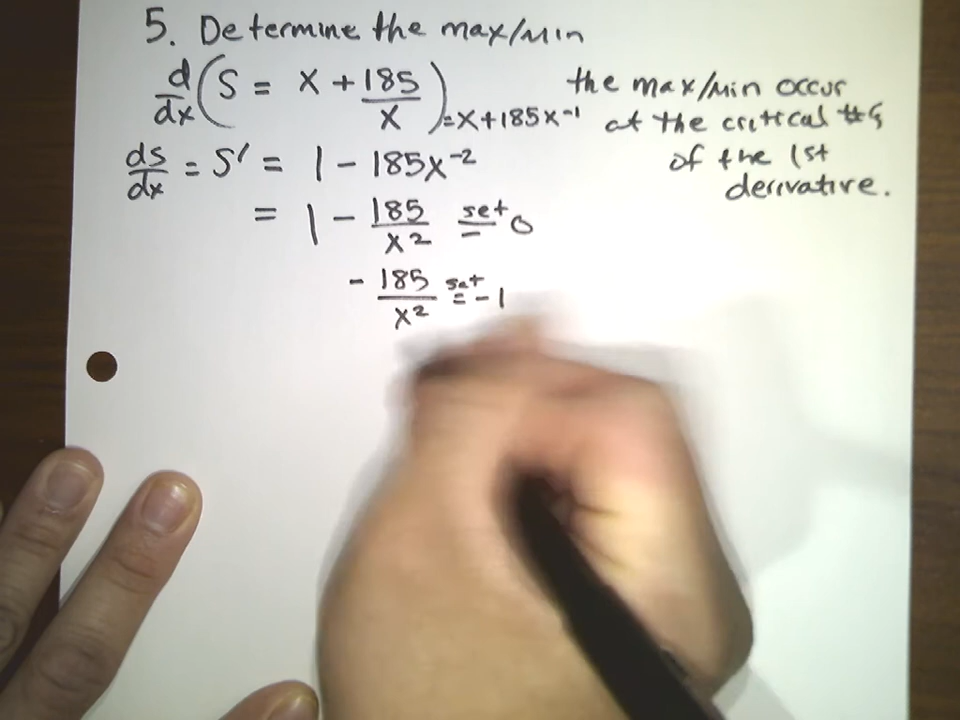 5. Determine the max/min
d/dx (S = x + 185/x) = x + 185x⁻¹
the max/min occur
at the critical #s
of the 1st
derivative.
ds/dx = S' = 1 - 185x⁻²
= 1 - 185/x² set= 0
- 185/x² set= -1